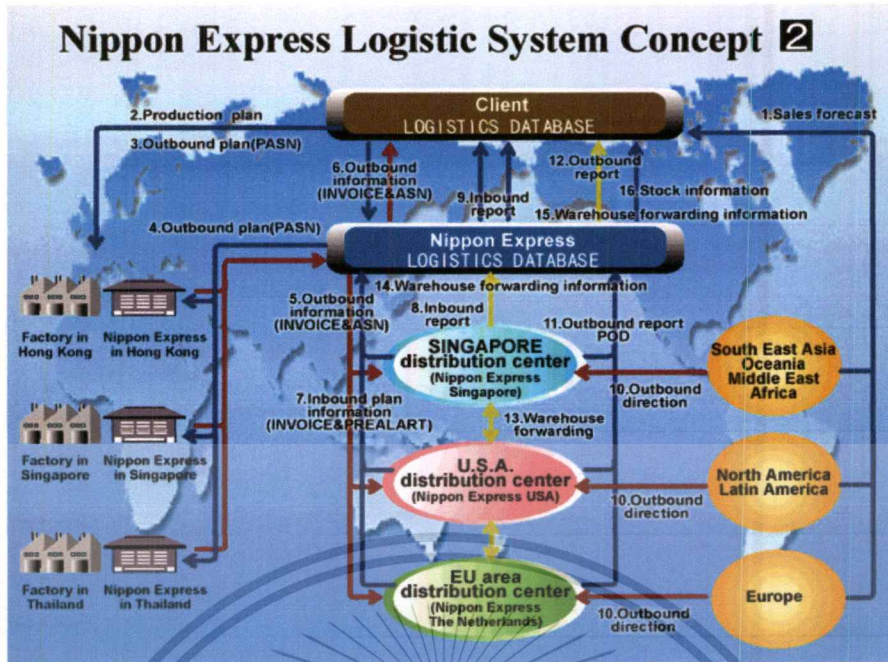 Nippon Express Logistic System Concept 2
Client
LOGISTICS DATABASE
1.Sales forecast
2.Production plan
3.Outbound plan(PASN)
6.Outbound
information
(INVOICE&ASN)
9.Inbound
report
12.Outbound
report
16.Stock information
15.Warehouse forwarding information
4.Outbound plan(PASN)
Nippon Express
LOGISTICS DATABASE
14.Warehouse forwarding information
5.Outbound
information
(INVOICE&ASN)
8.Inbound
report
11.Outbound report
POD
Factory in
Hong Kong
Nippon Express
in Hong Kong
SINGAPORE
distribution center
(Nippon Express
Singapore)
South East Asia
Oceania
Middle East
Africa
10.Outbound
direction
7.Inbound plan
information
(INVOICE&PREALART)
13.Warehouse
forwarding
Factory in
Singapore
Nippon Express
in Singapore
U.S.A.
distribution center
(Nippon Express USA)
North America
Latin America
10.Outbound
direction
Factory in
Thailand
Nippon Express
in Thailand
EU area
distribution center
(Nippon Express
The Netherlands)
Europe
10.Outbound
direction